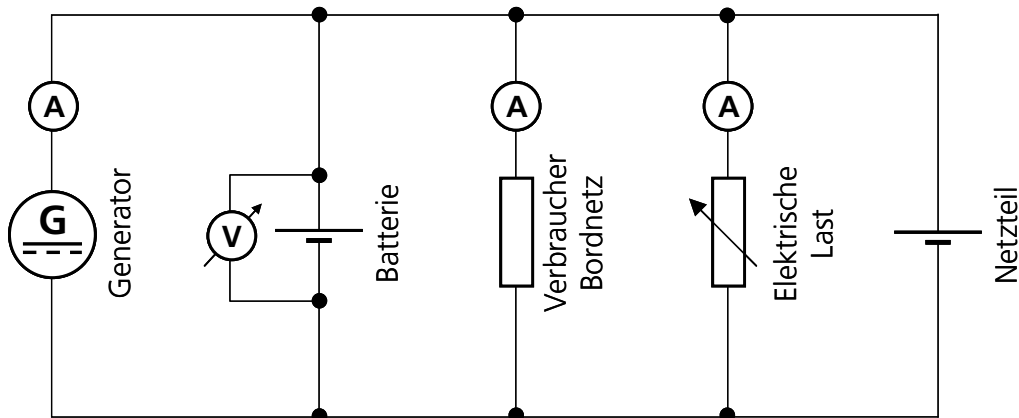 A
G
Generator
V
Batterie
A
Verbraucher
Bordnetz
A
Elektrische
Last
Netzteil